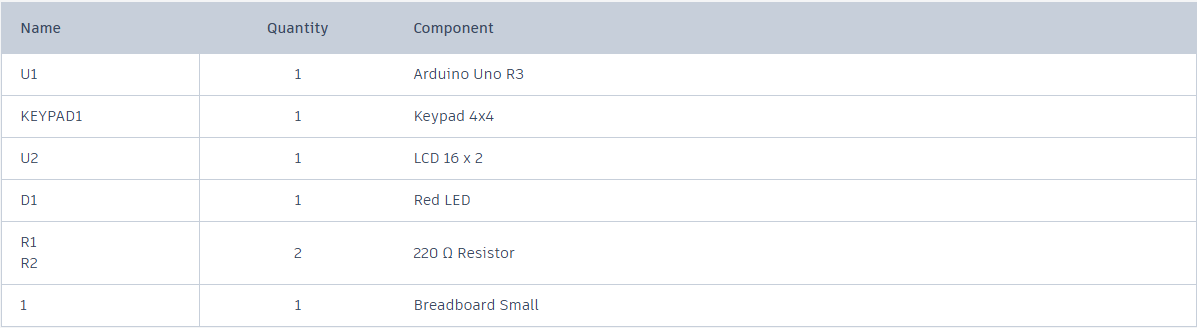 Name Quantity Component
U1 1 Arduino Uno R3
KEYPAD1 1 Keypad 4x4
U2 1 LCD 16 x 2
D1 1 Red LED
R1
R2 2 220 Ω Resistor
1 1 Breadboard Small